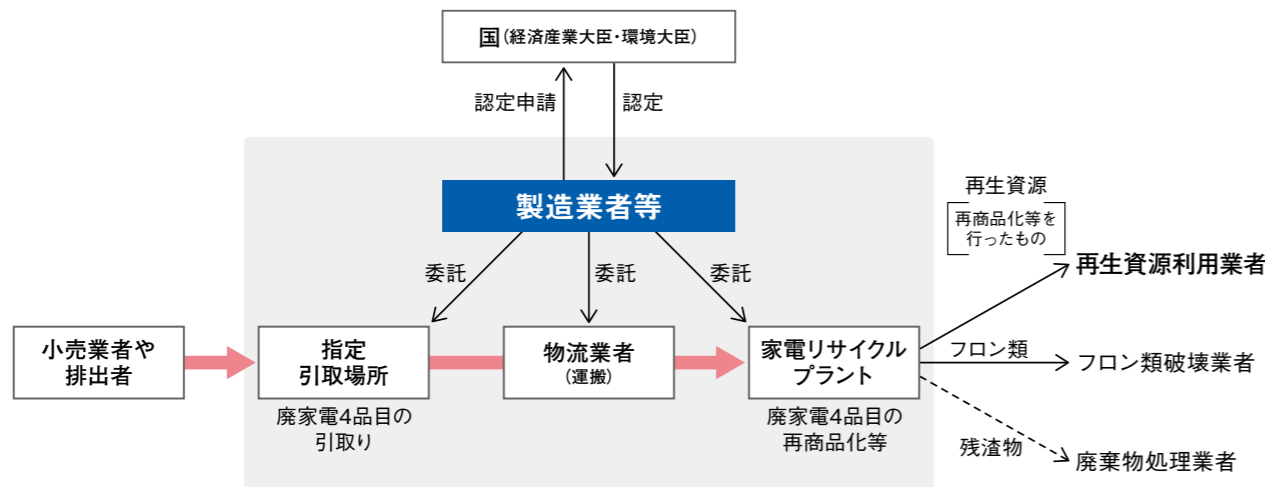 国(経済産業大臣・環境大臣)
認定申請
認定
製造業者等
再生資源
再商品化等を
行ったもの
委託
委託
委託
再生資源利用業者
小売業者や
排出者
指定
引取場所
物流業者
(運搬)
家電リサイクル
プラント
フロン類
フロン類破壊業者
廃家電4品目の
引取り
廃家電4品目の
再商品化等
残渣物
廃棄物処理業者